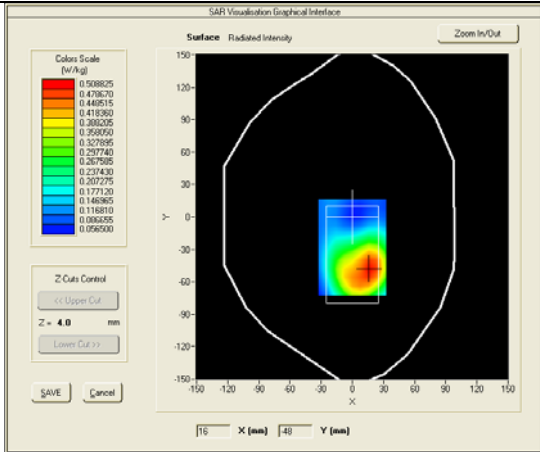 SAR Visualisation Graphical Interface
Surface Radiated Intensity
Zoom In/Out
Colors Scale
(W/kg)
0.508825
0.478670
0.448515
0.418360
0.388205
0.358050
0.327895
0.297740
0.267585
0.237430
0.207275
0.177120
0.146965
0.116810
0.086655
0.056500
150
120
90
60
30
0
-30
-60
-90
-120
-150
Y
-150 -120 -90 -60 -30 0 30 60 90 120 150
X
Z Cuts Control
<< Upper Cut
Z = 4.0 mm
Lower Cut >>
SAVE Cancel
16 X (mm) -48 Y (mm)